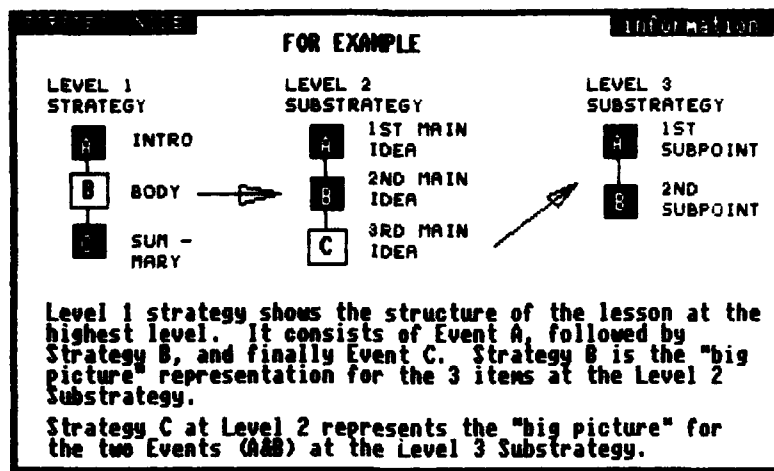 Information
FOR EXAMPLE
LEVEL 1
STRATEGY
A INTRO
B BODY
SUM -
MARY
LEVEL 2
SUBSTRATEGY
A 1ST MAIN
IDEA
B 2ND MAIN
IDEA
C 3RD MAIN
IDEA
LEVEL 3
SUBSTRATEGY
A 1ST
SUBPOINT
B 2ND
SUBPOINT
Level 1 strategy shows the structure of the lesson at the
highest level. It consists of Event A, followed by
Strategy B, and finally Event C. Strategy B is the "big
picture" representation for the 3 items at the Level 2
Substrategy.
Strategy C at Level 2 represents the "big picture" for
the two Events (A&B) at the Level 3 Substrategy.